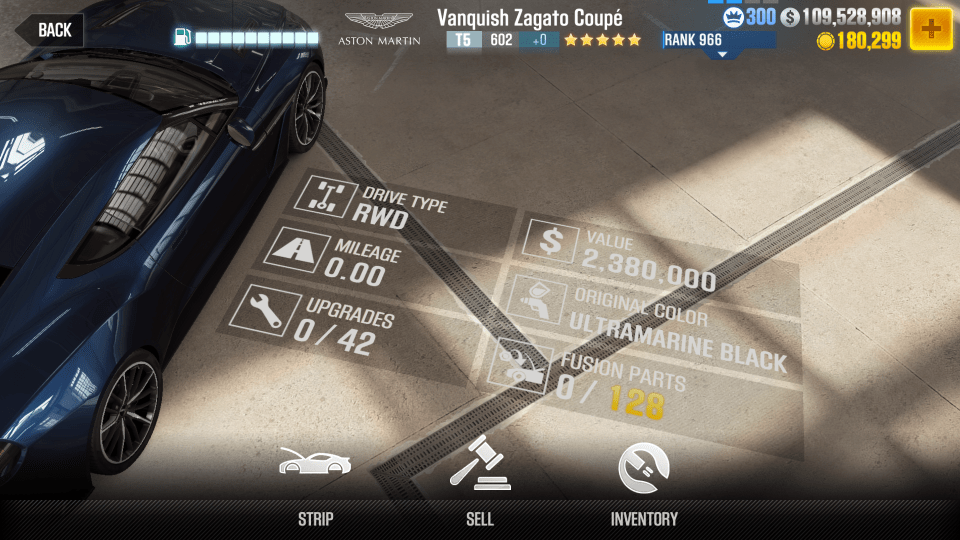 BACK
ASTON MARTIN
Vanquish Zagato Coupé
T5 602 +0
300 $ 109,528,908
RANK 966
180,299
DRIVE TYPE
RWD
MILEAGE
0.00
UPGRADES
0 / 42
$ VALUE
2,380,000
ORIGINAL COLOR
ULTRAMARINE BLACK
FUSION PARTS
0 / 128
STRIP
SELL
INVENTORY